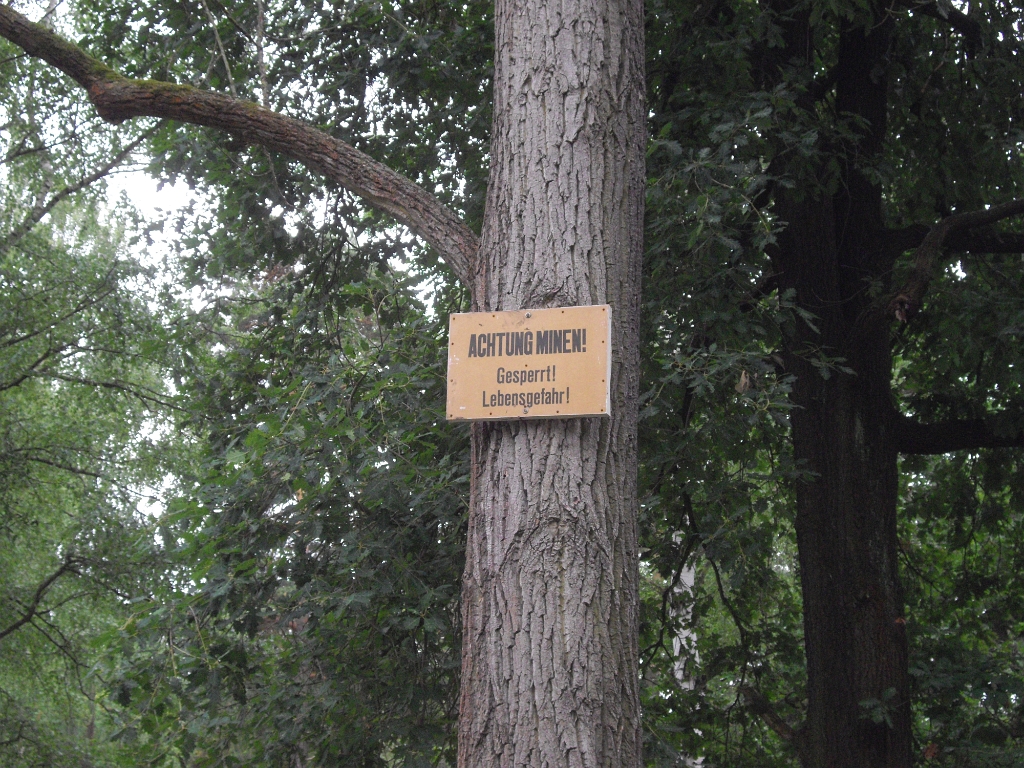 ACHTUNG MINEN!
Gesperrt!
Lebensgefahr!